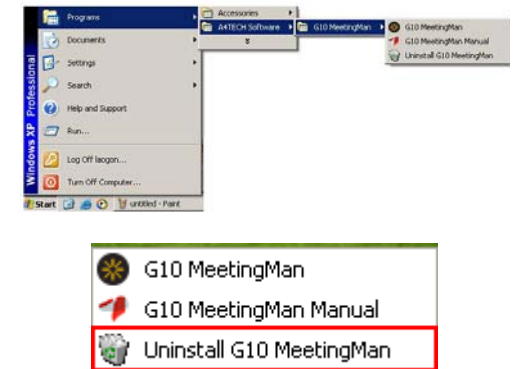 Programs
Documents
Settings
Search
Help and Support
Run...
Log Off laogon...
Turn Off Computer...
Windows XP Professional
Start
untitled - Paint
Accessories
A4TECH Software
G10 MeetingMan
G10 MeetingMan
G10 MeetingMan Manual
Uninstall G10 MeetingMan
G10 MeetingMan
G10 MeetingMan Manual
Uninstall G10 MeetingMan